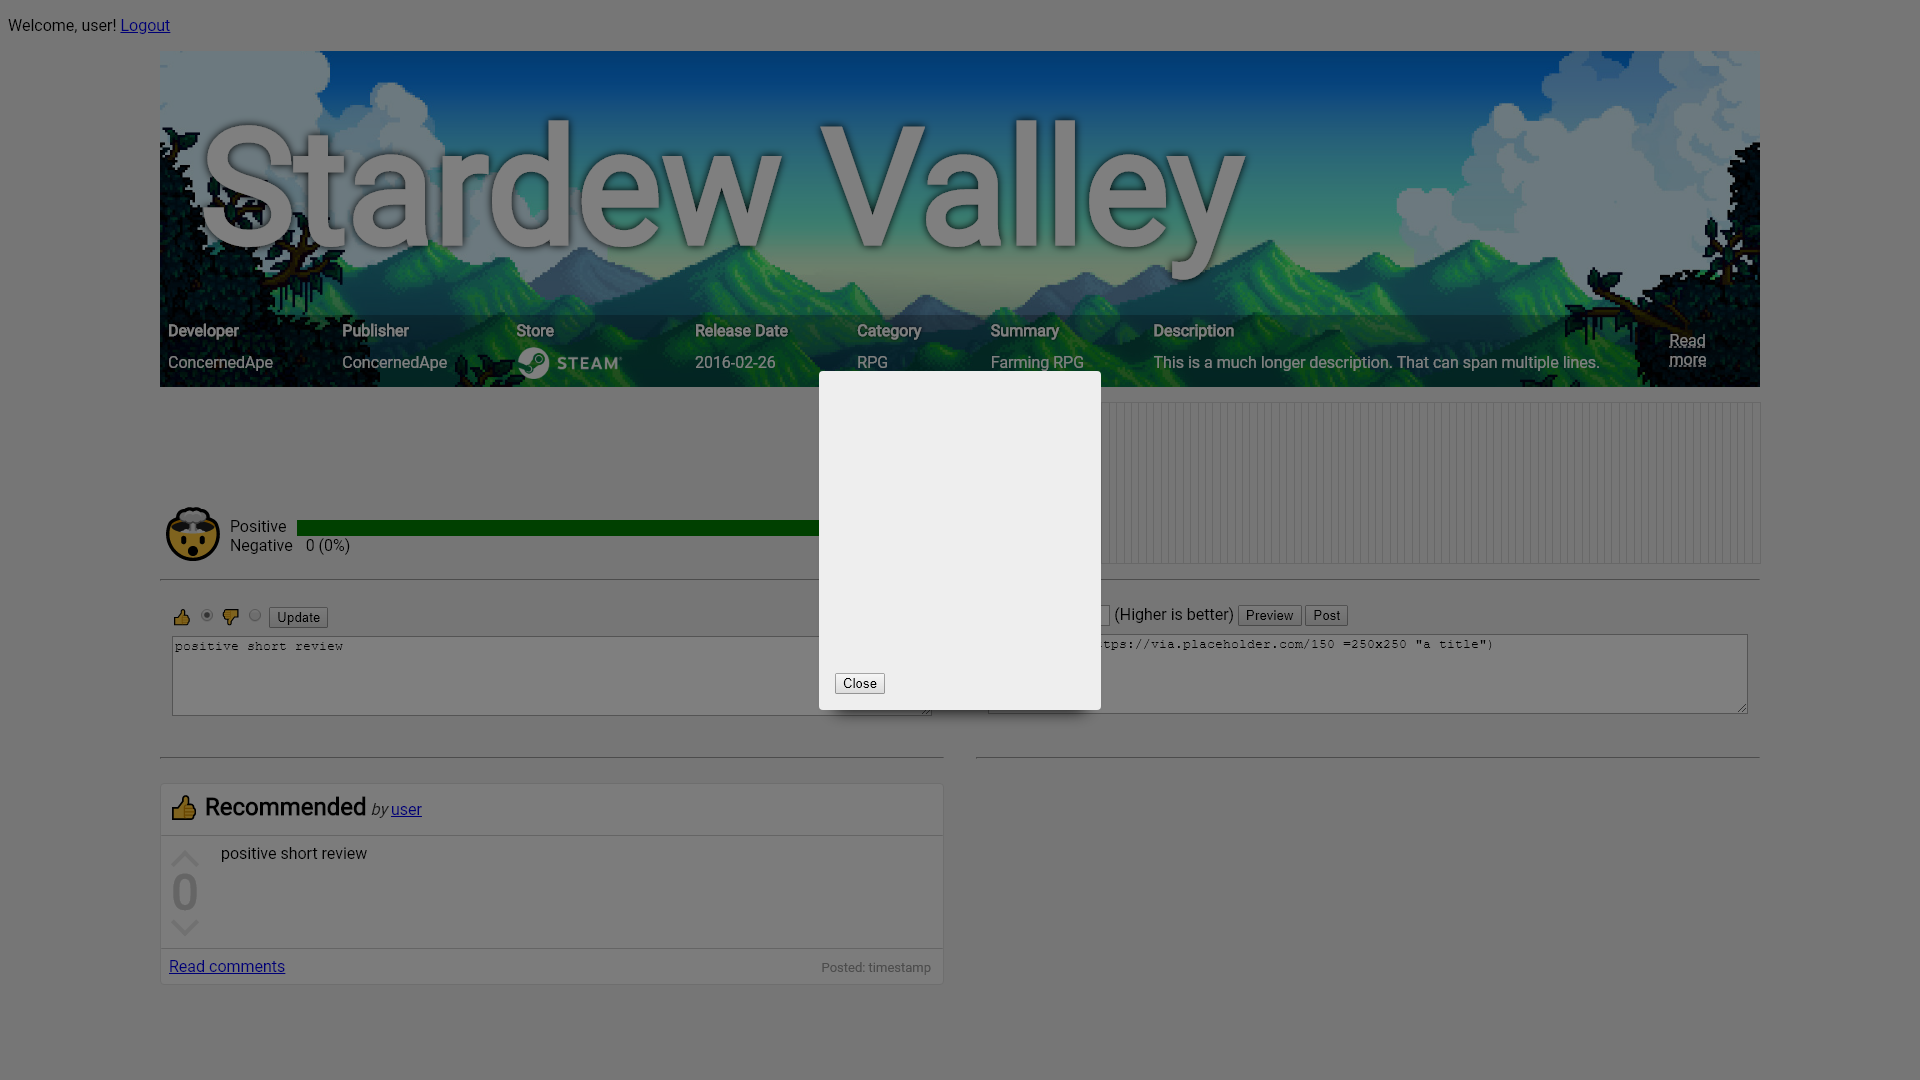 Welcome, user! Logout
Stardew Valley
Developer Publisher Store Release Date Category Summary Description
Read more
ConcernedApe ConcernedApe STEAM 2016-02-26 RPG Farming RPG This is a much longer description. That can span multiple lines.
Positive
Negative 0 (0%)
Update
(Higher is better) Preview Post
positive short review
tps://via.placeholder.com/150 =250x250 "a title")
Close
Recommended by user
positive short review
0
Read comments
Posted: timestamp